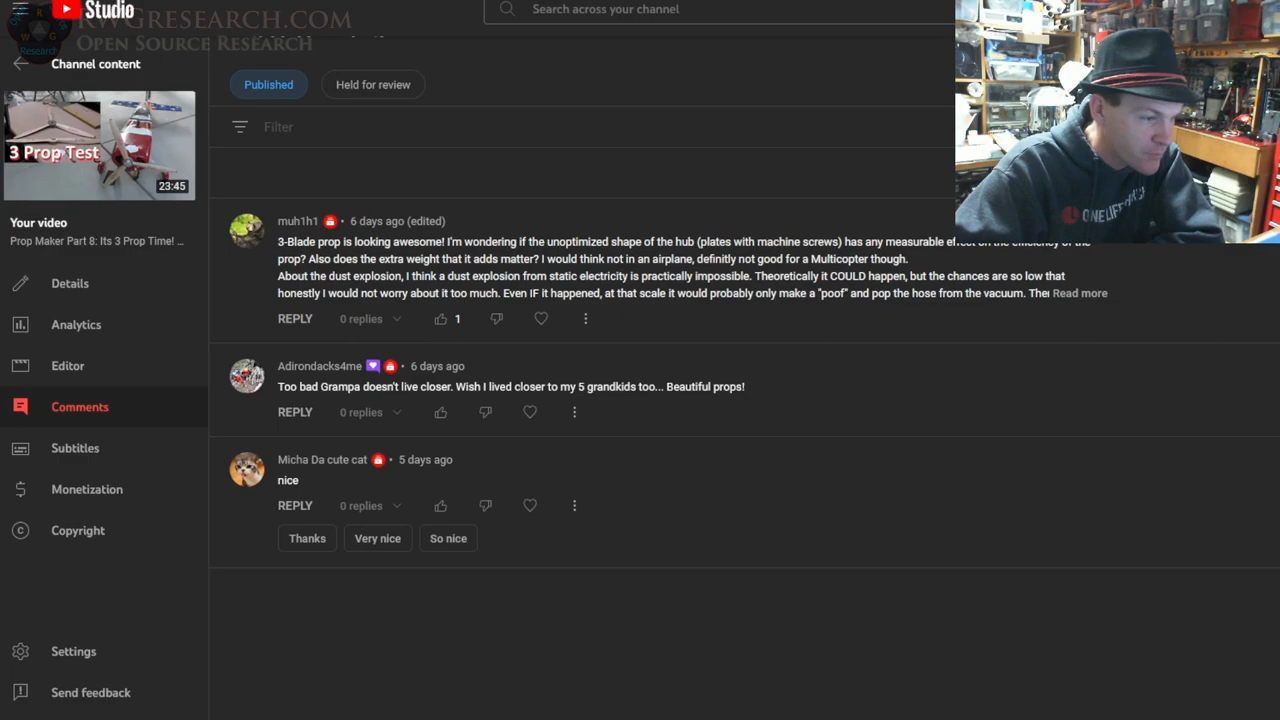 Studio
RWGRESEARCH.COM
OPEN SOURCE RESEARCH
R
W G
Research
Search across your channel
Channel content
3 Prop Test
23:45
Your video
Prop Maker Part 8: Its 3 Prop Time! ...
Details
Analytics
Editor
Comments
Subtitles
Monetization
Copyright
Settings
Send feedback
Published
Held for review
Filter
muh1h1 • 6 days ago (edited)
3-Blade prop is looking awesome! I'm wondering if the unoptimized shape of the hub (plates with machine screws) has any measurable effect on the efficiency of the
prop? Also does the extra weight that it adds matter? I would think not in an airplane, definitly not good for a Multicopter though.
About the dust explosion, I think a dust explosion from static electricity is practically impossible. Theoretically it COULD happen, but the chances are so low that
honestly I would not worry about it too much. Even IF it happened, at that scale it would probably only make a "poof" and pop the hose from the vacuum. The Read more
REPLY 0 replies 1
Adirondacks4me • 6 days ago
Too bad Grampa doesn't live closer. Wish I lived closer to my 5 grandkids too... Beautiful props!
REPLY 0 replies
Micha Da cute cat • 5 days ago
nice
REPLY 0 replies
Thanks Very nice So nice
ONE LIFE